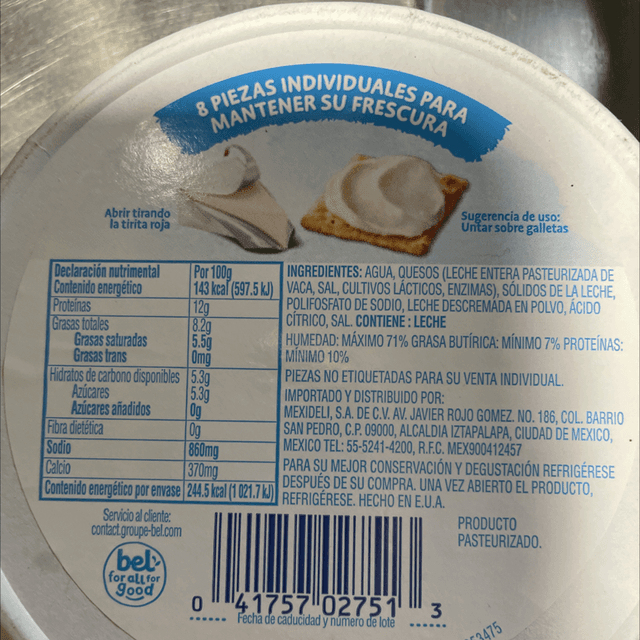 8 PIEZAS INDIVIDUALES PARA
MANTENER SU FRESCURA
Abrir tirando
la tirita roja
Sugerencia de uso:
Untar sobre galletas
Declaración nutrimental Por 100g
Contenido energético 143 kcal (597.5 kJ)
Proteínas 12g
Grasas totales 8.2g
Grasas saturadas 5.5g
Grasas trans 0mg
Hidratos de carbono disponibles 5.3g
Azúcares 5.3g
Azúcares añadidos 0g
Fibra dietética 0g
Sodio 860mg
Calcio 370mg
Contenido energético por envase 244.5 kcal (1 021.7 kJ)
INGREDIENTES: AGUA, QUESOS (LECHE ENTERA PASTEURIZADA DE
VACA, SAL, CULTIVOS LÁCTICOS, ENZIMAS), SÓLIDOS DE LA LECHE,
POLIFOSFATO DE SODIO, LECHE DESCREMADA EN POLVO, ÁCIDO
CÍTRICO, SAL. CONTIENE : LECHE
HUMEDAD: MÁXIMO 71% GRASA BUTÍRICA: MÍNIMO 7% PROTEÍNAS:
MÍNIMO 10%
PIEZAS NO ETIQUETADAS PARA SU VENTA INDIVIDUAL.
IMPORTADO Y DISTRIBUIDO POR:
MEXIDELI, S.A. DE C.V. AV. JAVIER ROJO GOMEZ. NO. 186, COL. BARRIO
SAN PEDRO, C.P. 09000, ALCALDIA IZTAPALAPA, CIUDAD DE MEXICO,
MEXICO TEL: 55-5241-4200, R.F.C. MEX900412457
PARA SU MEJOR CONSERVACIÓN Y DEGUSTACIÓN REFRIGÉRESE
DESPUÉS DE SU COMPRA. UNA VEZ ABIERTO EL PRODUCTO,
REFRIGÉRESE. HECHO EN E.U.A.
Servicio al cliente:
contact.groupe-bel.com
bel
for all for
good
PRODUCTO
PASTEURIZADO.
0 41757 02751 3
Fecha de caducidad y número de lote